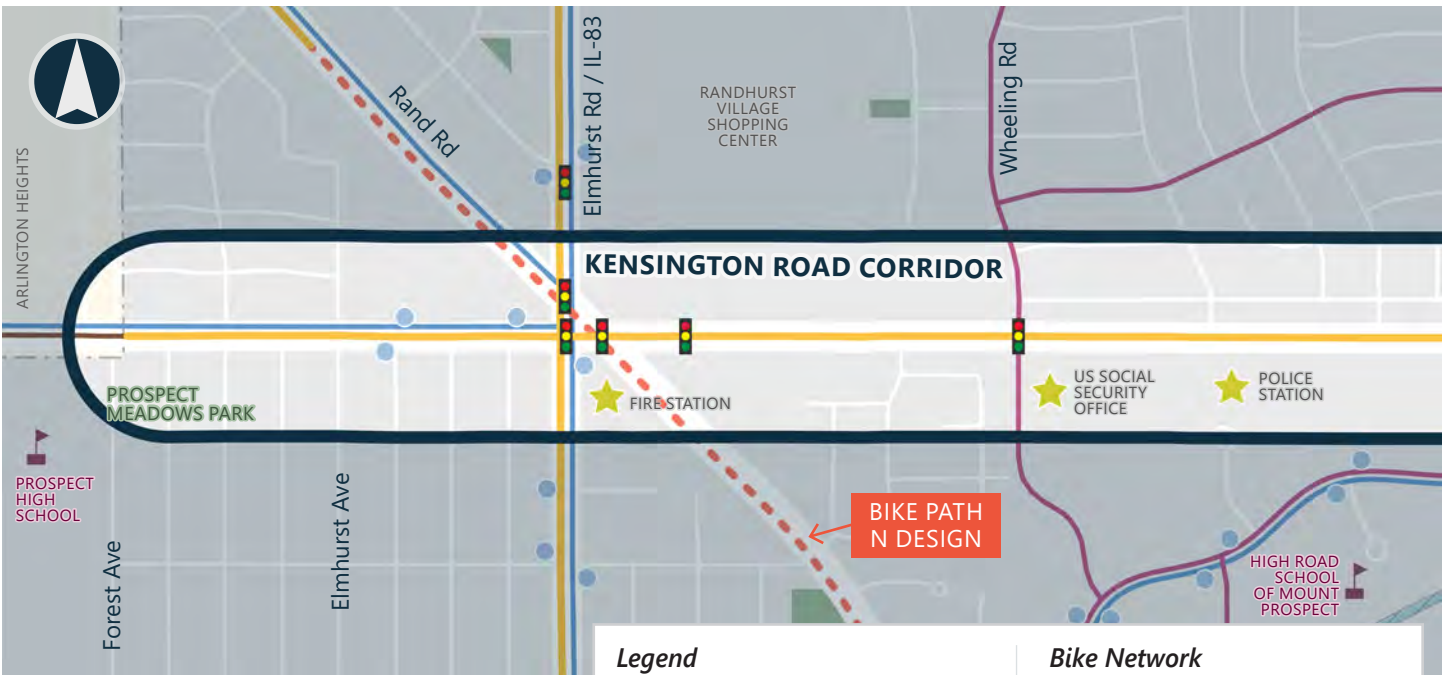 Rand Rd
Elmhurst Rd / IL-83
RANDHURST
VILLAGE
SHOPPING
CENTER
Wheeling Rd
ARLINGTON HEIGHTS
KENSINGTON ROAD CORRIDOR
PROSPECT
MEADOWS PARK
FIRE STATION
US SOCIAL
SECURITY
OFFICE
POLICE
STATION
PROSPECT
HIGH
SCHOOL
Forest Ave
Elmhurst Ave
BIKE PATH
N DESIGN
HIGH ROAD
SCHOOL
OF MOUNT
PROSPECT
Legend
Bike Network